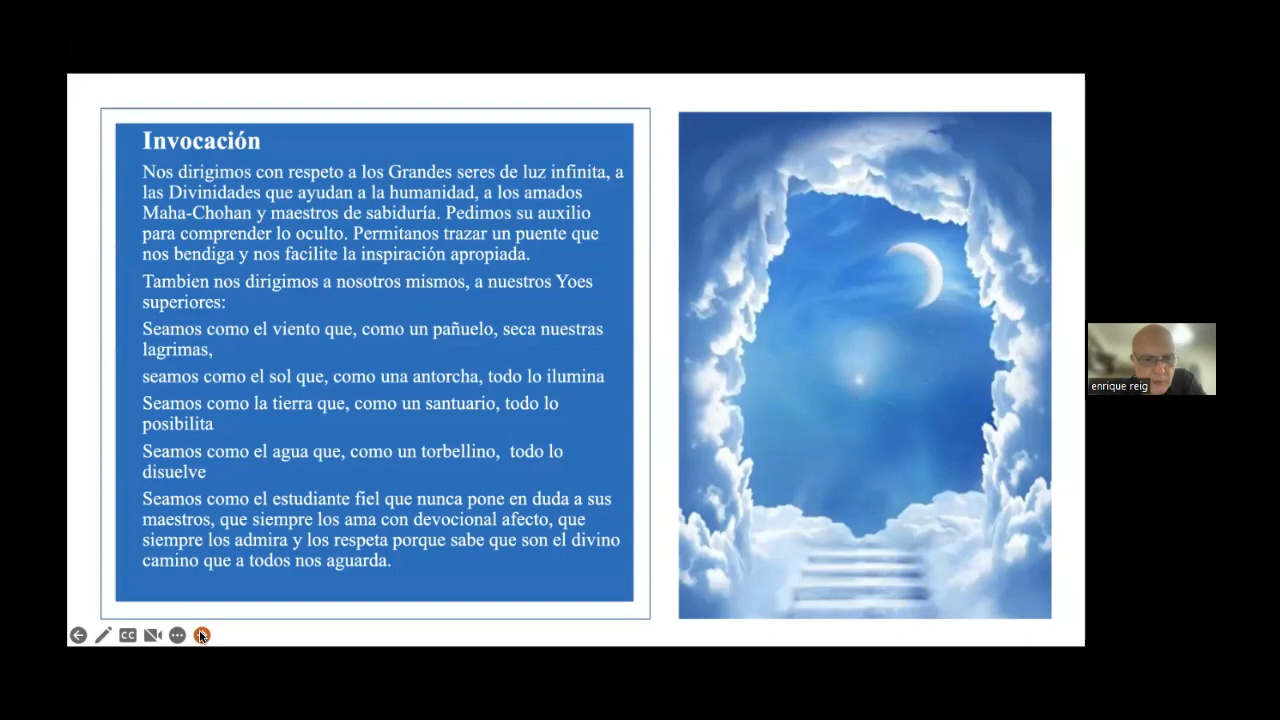 Invocación
Nos dirigimos con respeto a los Grandes seres de luz infinita, a
las Divinidades que ayudan a la humanidad, a los amados
Maha-Chohan y maestros de sabiduría. Pedimos su auxilio
para comprender lo oculto. Permitanos trazar un puente que
nos bendiga y nos facilite la inspiración apropiada.
Tambien nos dirigimos a nosotros mismos, a nuestros Yoes
superiores:
Seamos como el viento que, como un pañuelo, seca nuestras
lagrimas,
seamos como el sol que, como una antorcha, todo lo ilumina
Seamos como la tierra que, como un santuario, todo lo
posibilita
Seamos como el agua que, como un torbellino,  todo lo
disuelve
Seamos como el estudiante fiel que nunca pone en duda a sus
maestros, que siempre los ama con devocional afecto, que
siempre los admira y los respeta porque sabe que son el divino
camino que a todos nos aguarda.
enrique reig
CC